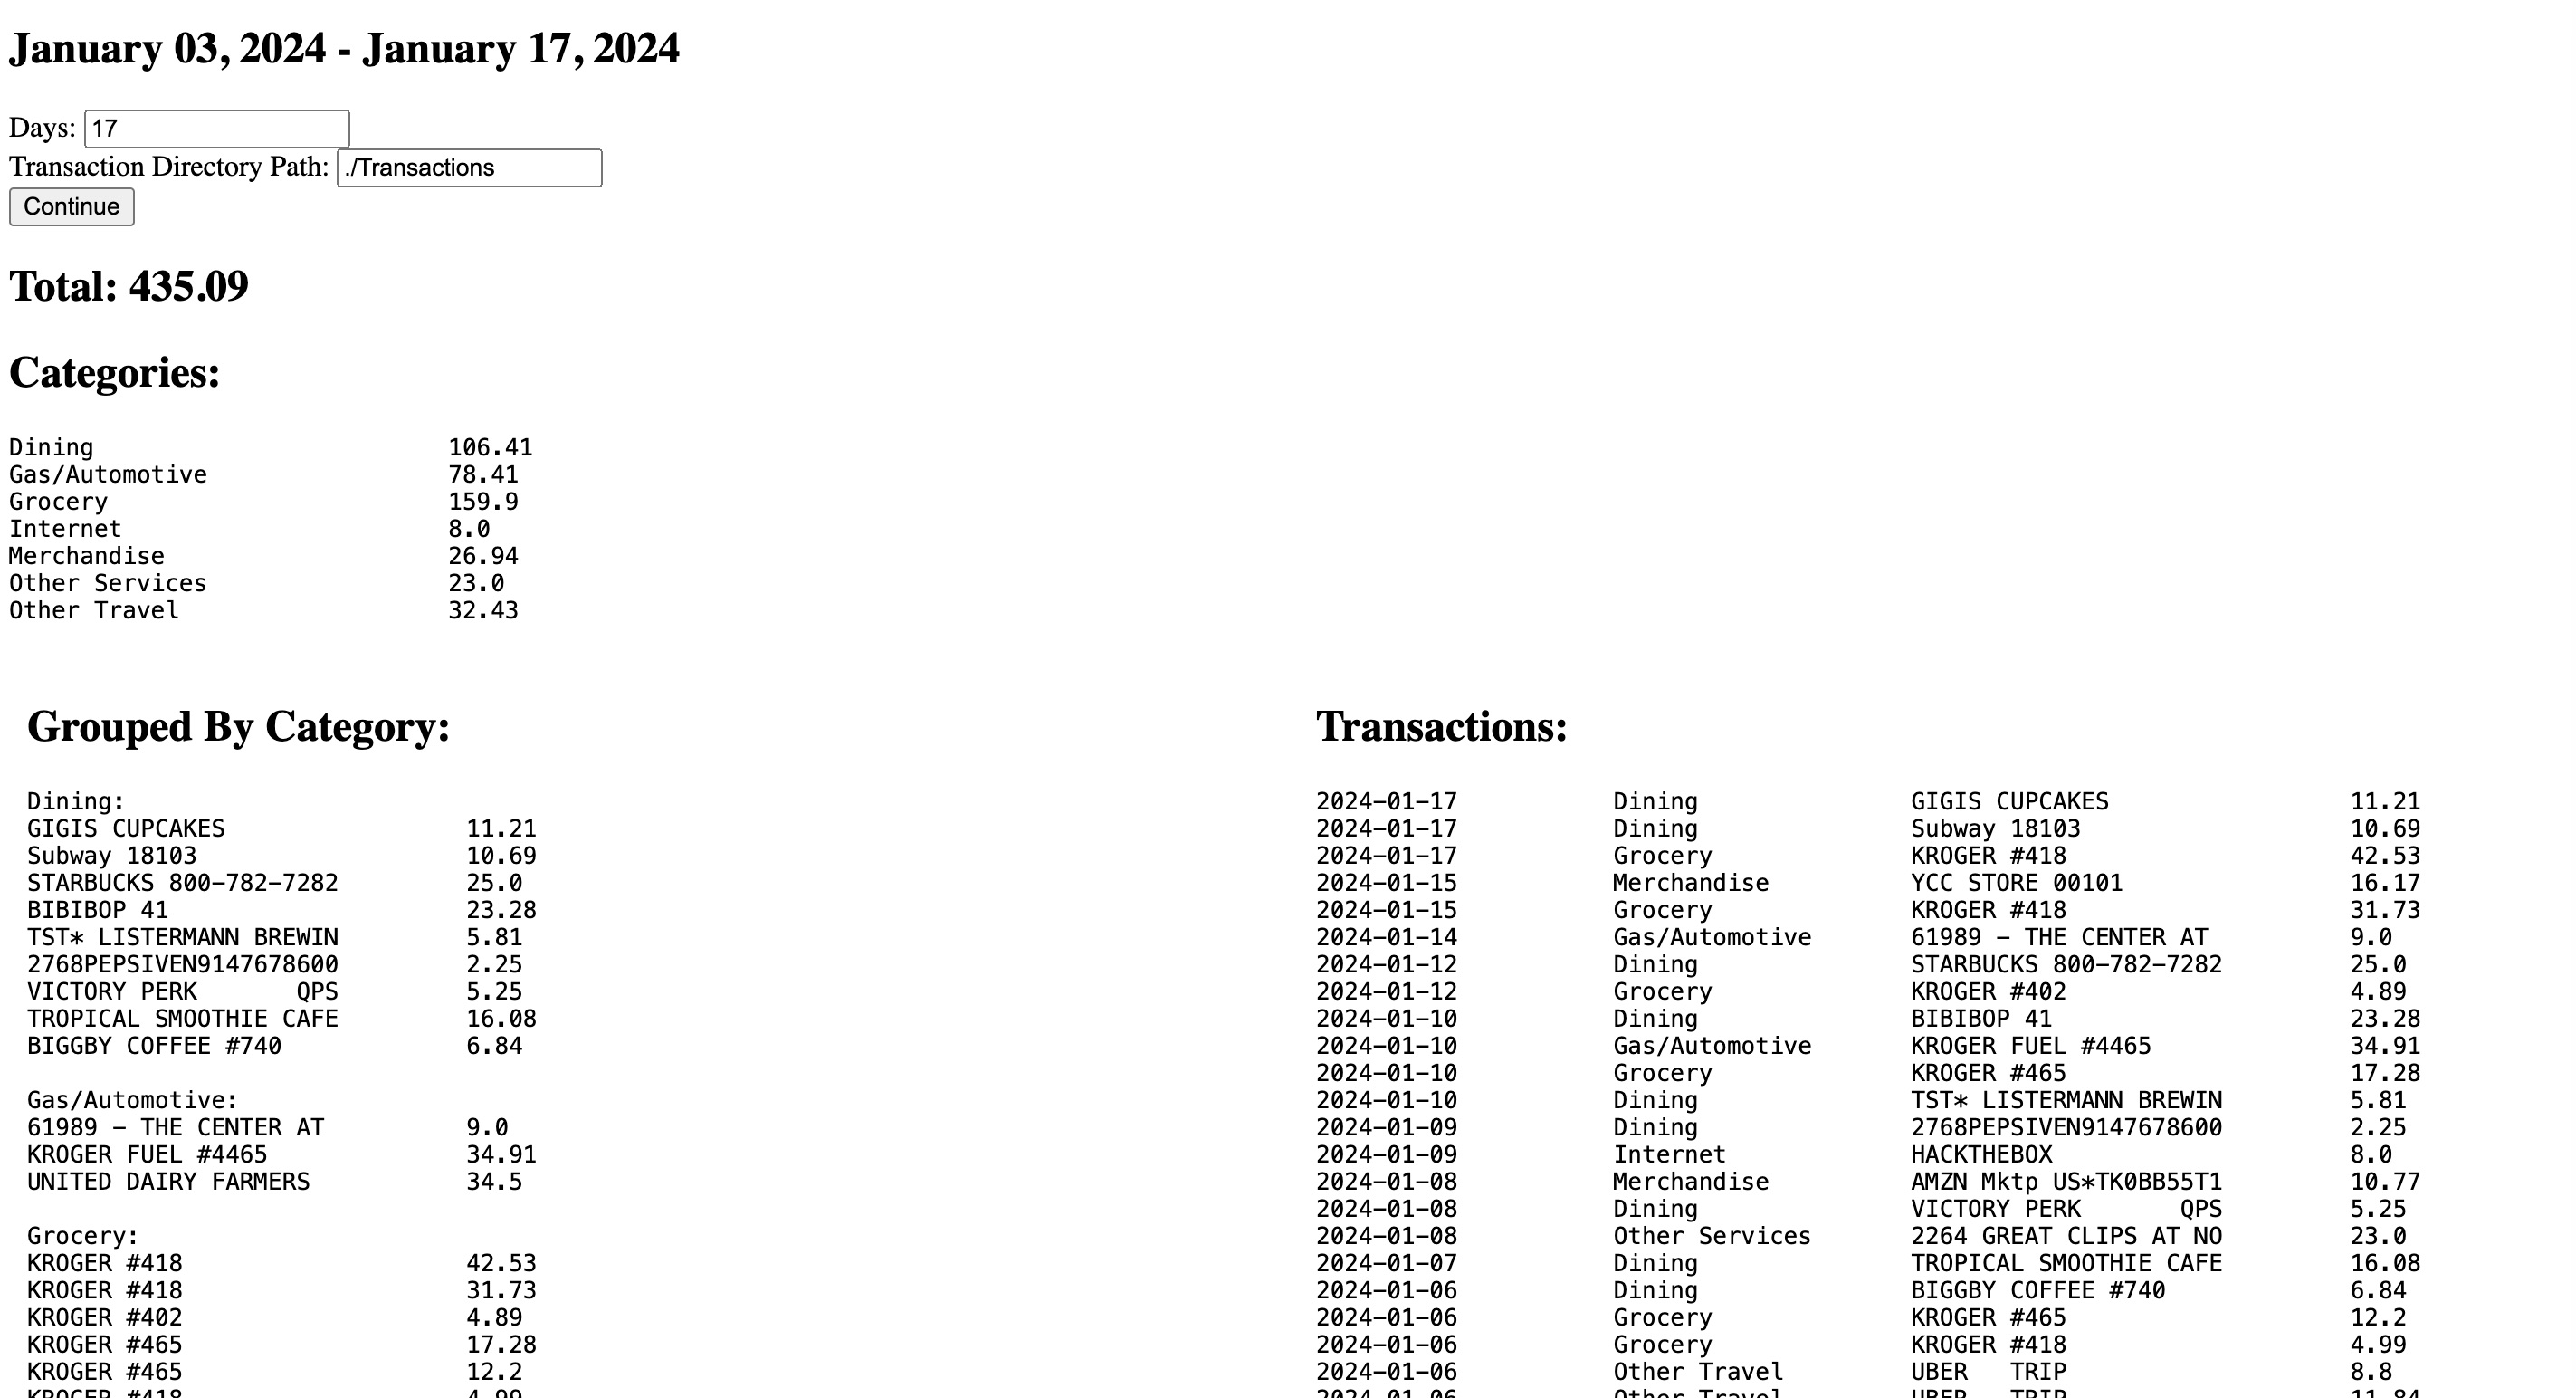 January 03, 2024 - January 17, 2024
Days: 17
Transaction Directory Path: ./Transactions
Continue
Total: 435.09
Categories:
Dining 106.41
Gas/Automotive 78.41
Grocery 159.9
Internet 8.0
Merchandise 26.94
Other Services 23.0
Other Travel 32.43
Grouped By Category:
Dining:
GIGIS CUPCAKES 11.21
Subway 18103 10.69
STARBUCKS 800-782-7282 25.0
BIBIBOP 41 23.28
TST* LISTERMANN BREWIN 5.81
2768PEPSIVEN9147678600 2.25
VICTORY PERK QPS 5.25
TROPICAL SMOOTHIE CAFE 16.08
BIGGBY COFFEE #740 6.84
Gas/Automotive:
61989 - THE CENTER AT 9.0
KROGER FUEL #4465 34.91
UNITED DAIRY FARMERS 34.5
Grocery:
KROGER #418 42.53
KROGER #418 31.73
KROGER #402 4.89
KROGER #465 17.28
KROGER #465 12.2
KROGER #418 4.99
Transactions:
2024-01-17 Dining GIGIS CUPCAKES 11.21
2024-01-17 Dining Subway 18103 10.69
2024-01-17 Grocery KROGER #418 42.53
2024-01-15 Merchandise YCC STORE 00101 16.17
2024-01-15 Grocery KROGER #418 31.73
2024-01-14 Gas/Automotive 61989 - THE CENTER AT 9.0
2024-01-12 Dining STARBUCKS 800-782-7282 25.0
2024-01-12 Grocery KROGER #402 4.89
2024-01-10 Dining BIBIBOP 41 23.28
2024-01-10 Gas/Automotive KROGER FUEL #4465 34.91
2024-01-10 Grocery KROGER #465 17.28
2024-01-10 Dining TST* LISTERMANN BREWIN 5.81
2024-01-09 Dining 2768PEPSIVEN9147678600 2.25
2024-01-09 Internet HACKTHEBOX 8.0
2024-01-08 Merchandise AMZN Mktp US*TK0BB55T1 10.77
2024-01-08 Dining VICTORY PERK QPS 5.25
2024-01-08 Other Services 2264 GREAT CLIPS AT NO 23.0
2024-01-07 Dining TROPICAL SMOOTHIE CAFE 16.08
2024-01-06 Dining BIGGBY COFFEE #740 6.84
2024-01-06 Grocery KROGER #465 12.2
2024-01-06 Grocery KROGER #418 4.99
2024-01-06 Other Travel UBER TRIP 8.8
2024-01-06 Other Travel UBER TRIP 11.84